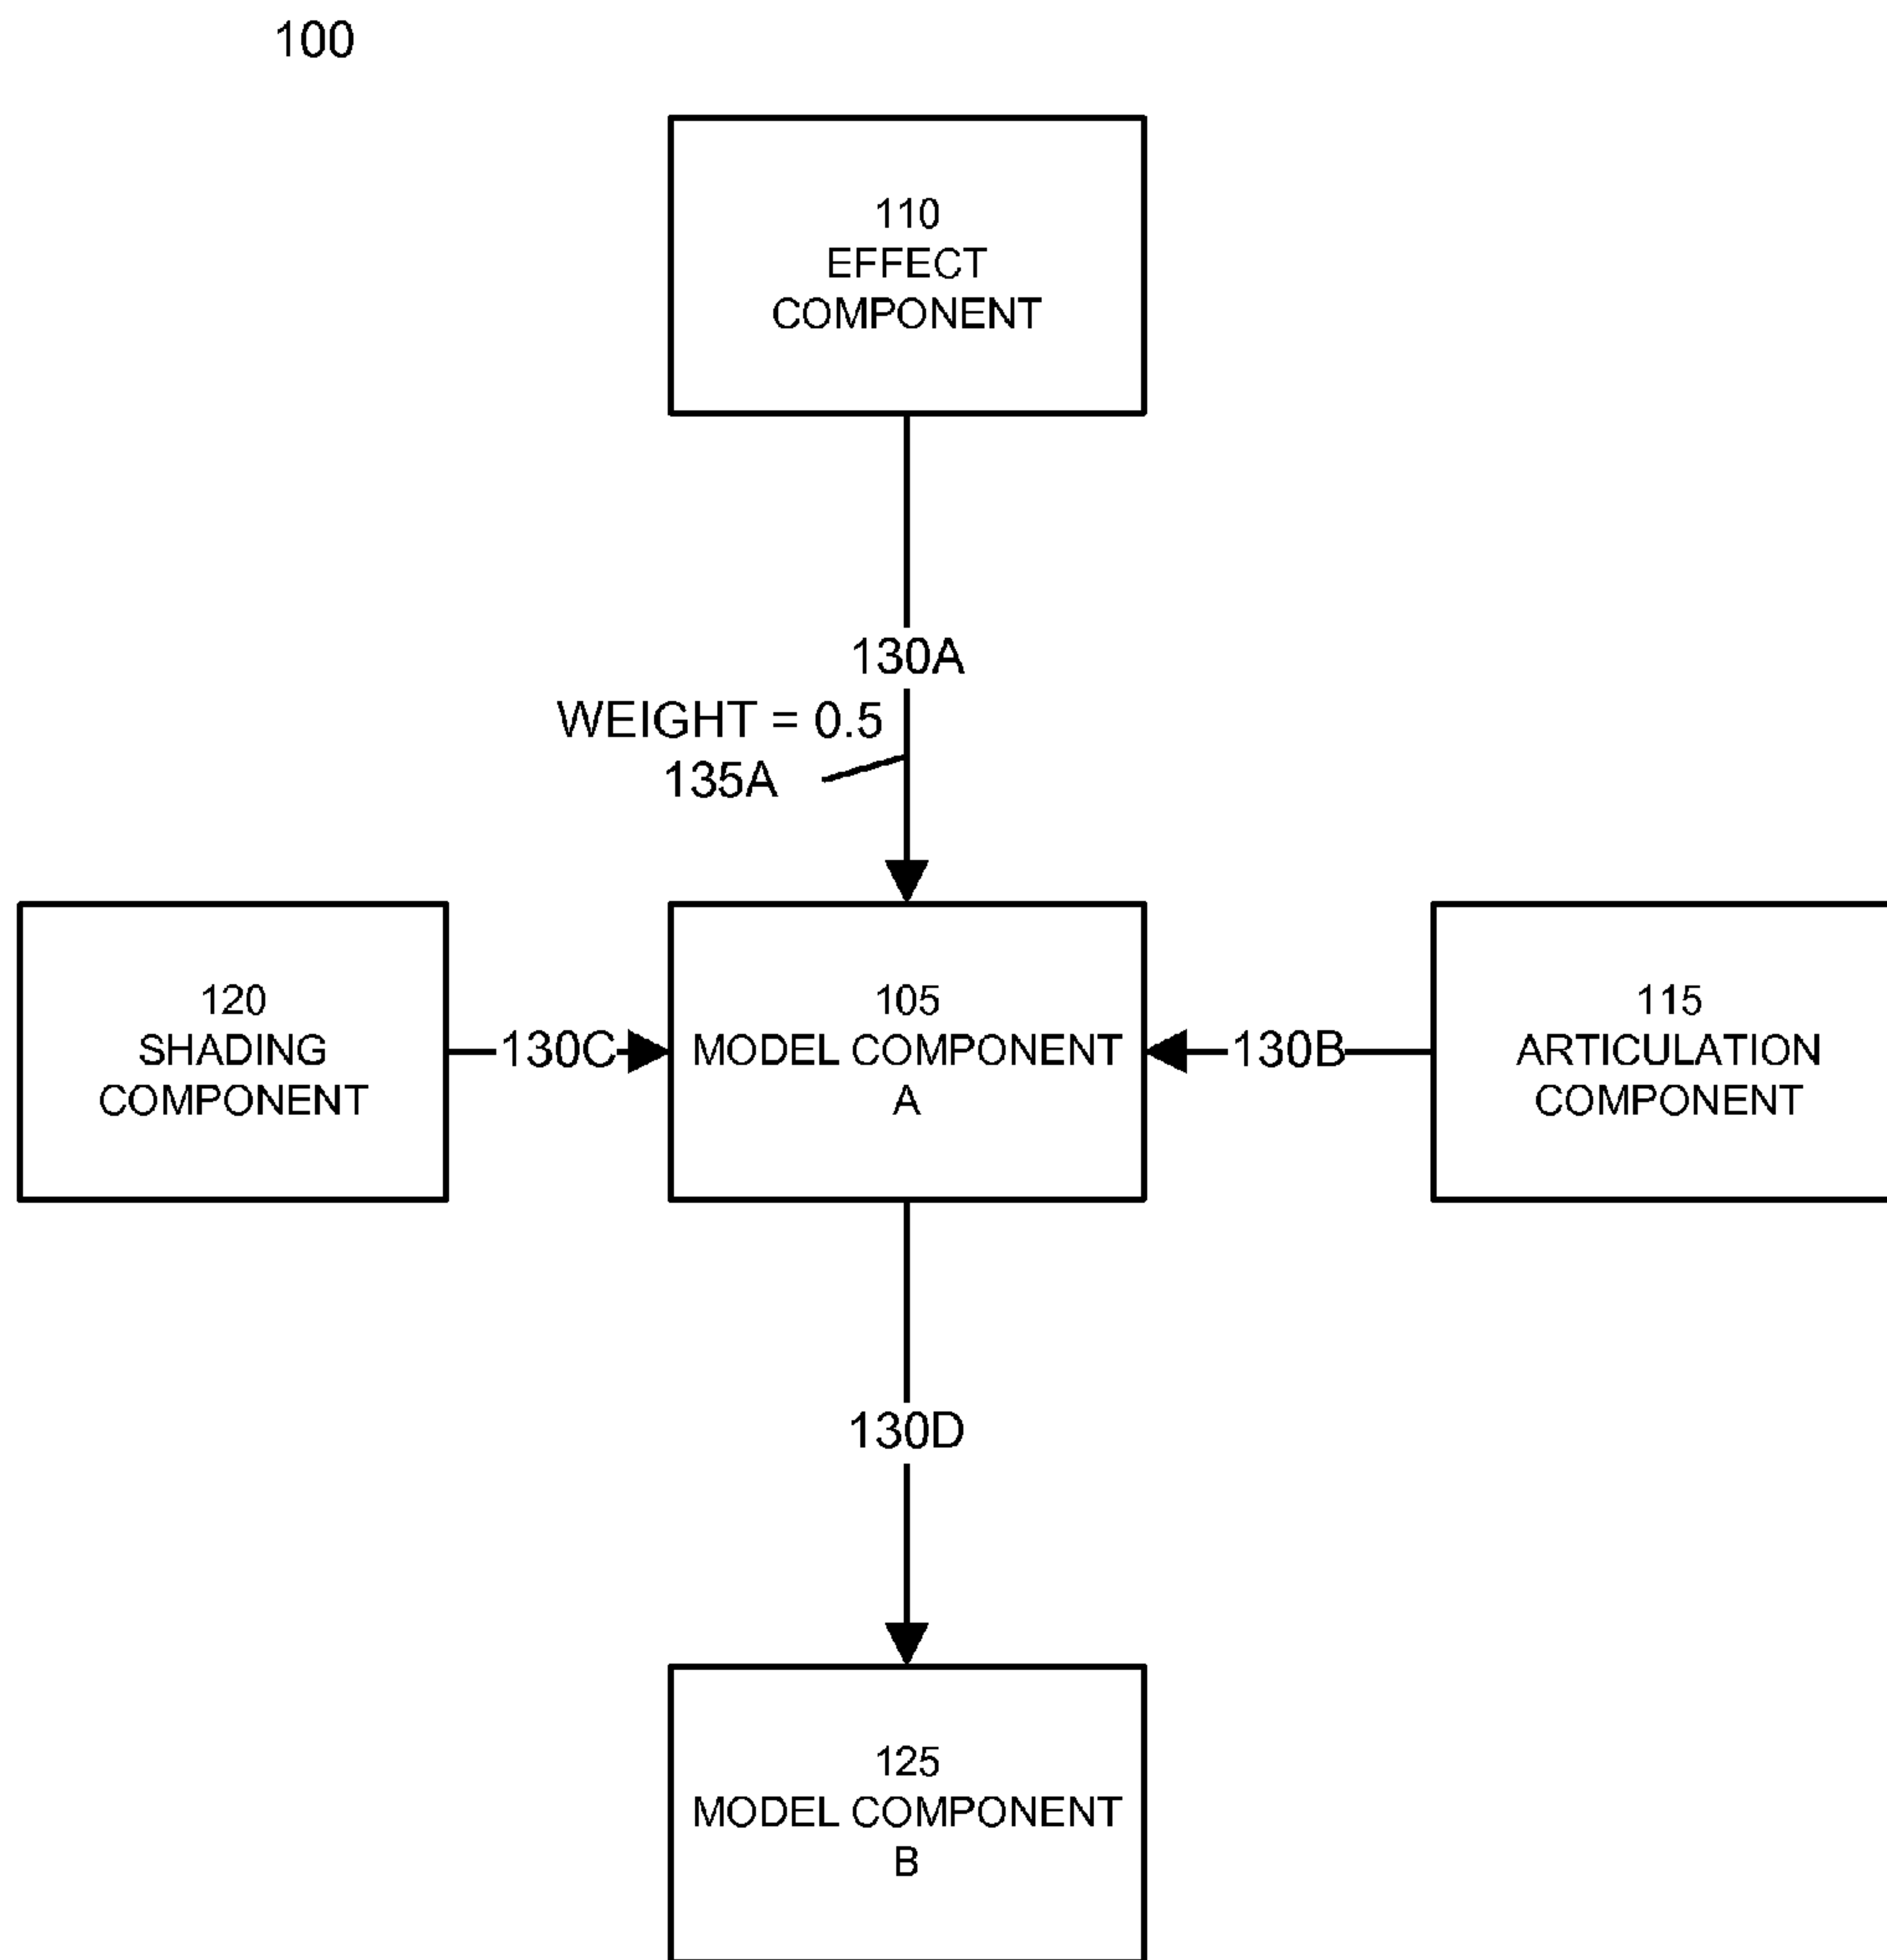 100
110
EFFECT
COMPONENT
130A
WEIGHT = 0.5
135A
120
SHADING
COMPONENT
130C
105
MODEL COMPONENT
A
130B
115
ARTICULATION
COMPONENT
130D
125
MODEL COMPONENT
B